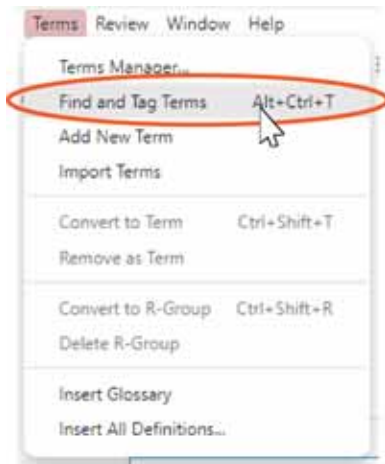 Terms Review Window Help
Terms Manager...
Find and Tag Terms Alt+Ctrl+T
Add New Term
Import Terms
Convert to Term Ctrl+Shift+T
Remove as Term
Convert to R-Group Ctrl+Shift+R
Delete R-Group
Insert Glossary
Insert All Definitions...